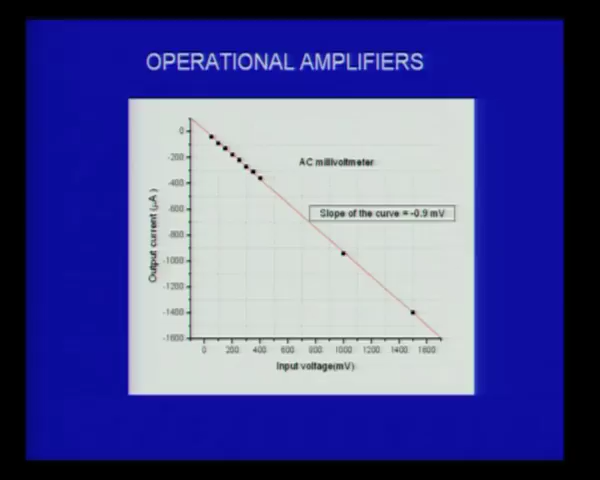 OPERATIONAL AMPLIFIERS
AC millivoltmeter
Slope of the curve = -0.9 mV
Output current (µA )
0
-200
-400
-600
-800
-1000
-1200
-1400
-1600
0 200 400 600 800 1000 1200 1400 1600
Input voltage(mV)